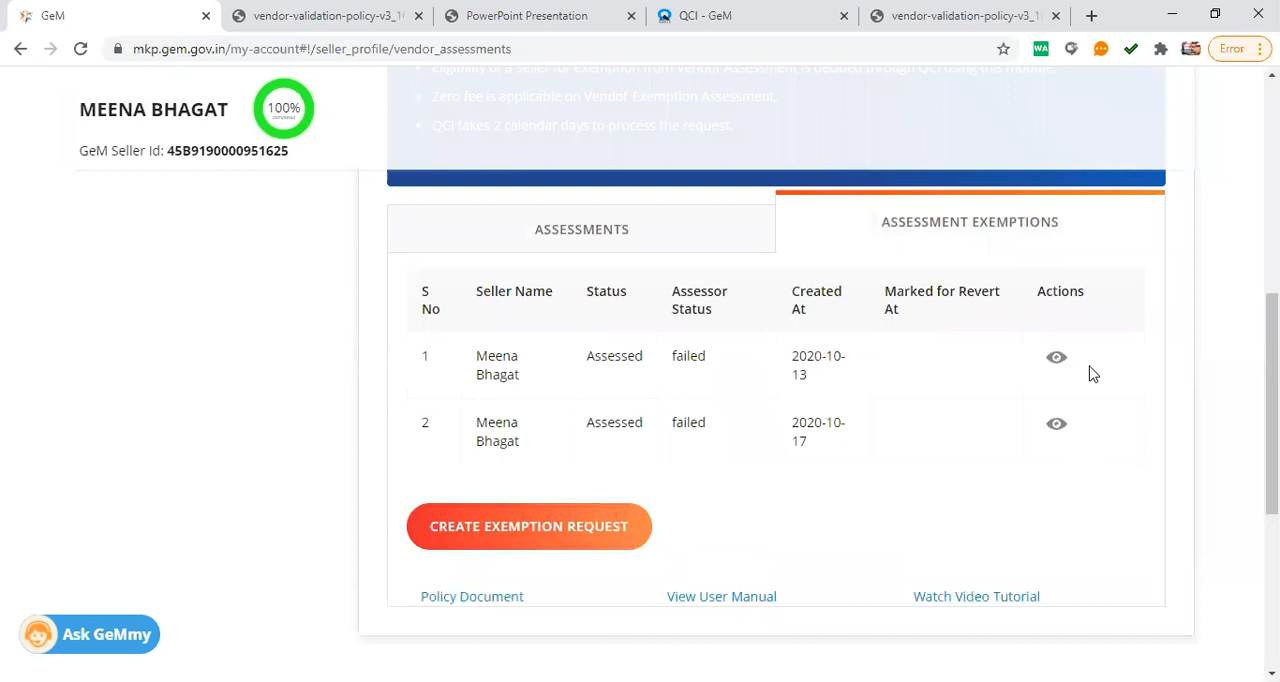 GeM
vendor-validation-policy-v3_1
PowerPoint Presentation
QCI - GeM
vendor-validation-policy-v3_1
mkp.gem.gov.in/my-account#!/seller_profile/vendor_assessments
WA
Error
MEENA BHAGAT
100%
completed
GeM Seller Id: 45B9190000951625
• Eligibility of a seller for exemption from Vendor Assessment is decided through QCI using this module.
• Zero fee is applicable on Vendor Exemption Assessment.
• QCI takes 2 calendar days to process the request.
ASSESSMENTS
ASSESSMENT EXEMPTIONS
S No Seller Name Status Assessor Status Created At Marked for Revert At Actions
1 Meena Bhagat Assessed failed 2020-10-13
2 Meena Bhagat Assessed failed 2020-10-17
CREATE EXEMPTION REQUEST
Policy Document
View User Manual
Watch Video Tutorial
Ask GeMmy